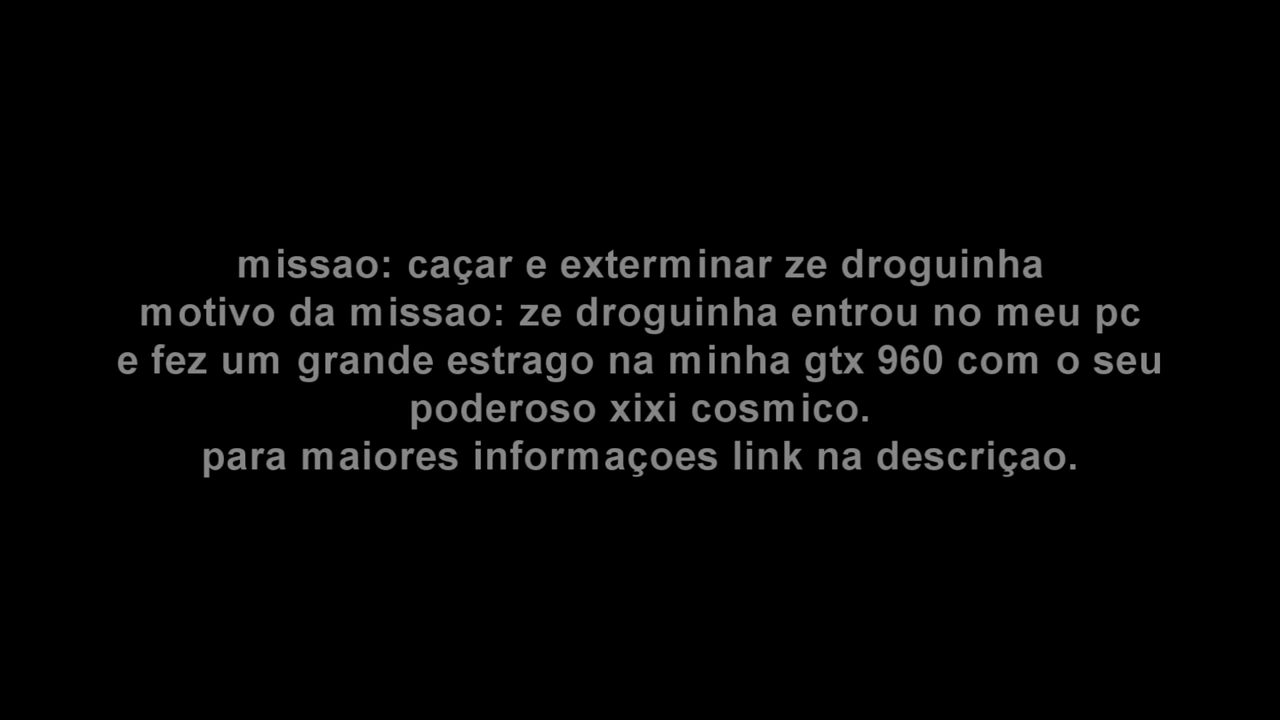 missao: caçar e exterminar ze droguinha
motivo da missao: ze droguinha entrou no meu pc
e fez um grande estrago na minha gtx 960 com o seu
poderoso xixi cosmico.
para maiores informaçoes link na descriçao.